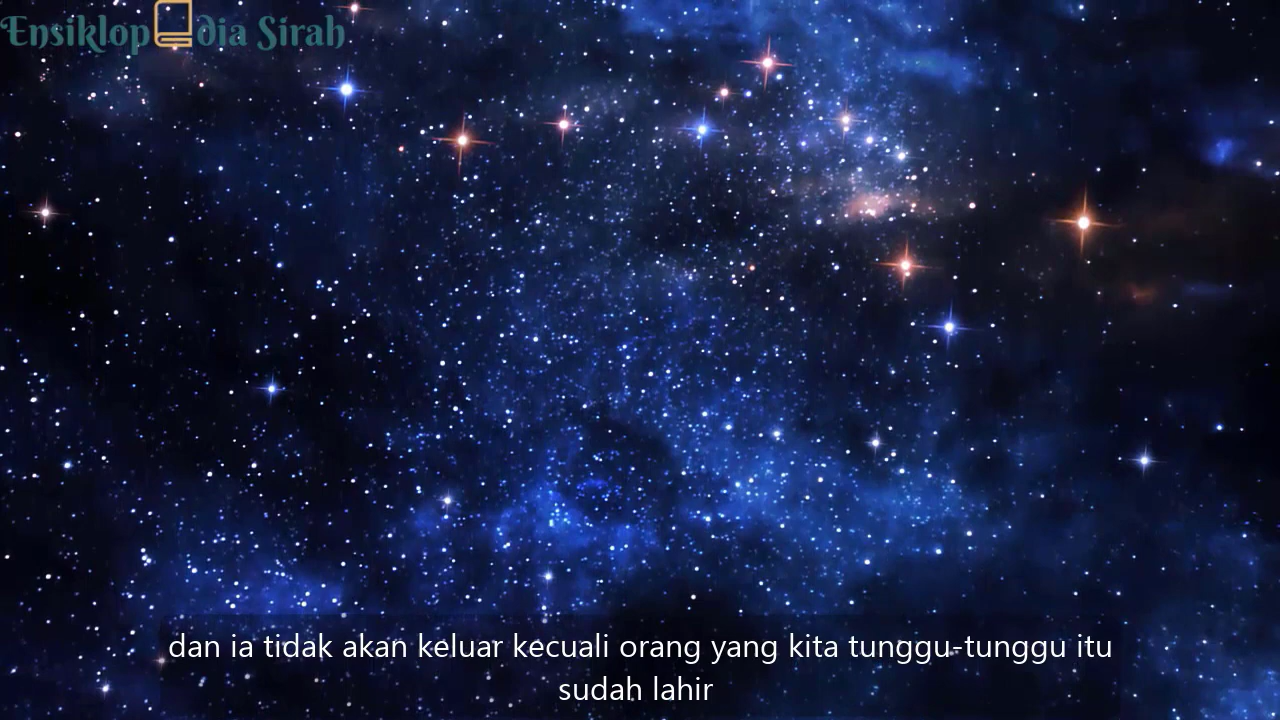 Ensiklopedia Sirah
dan ia tidak akan keluar kecuali orang yang kita tunggu-tunggu itu
sudah lahir